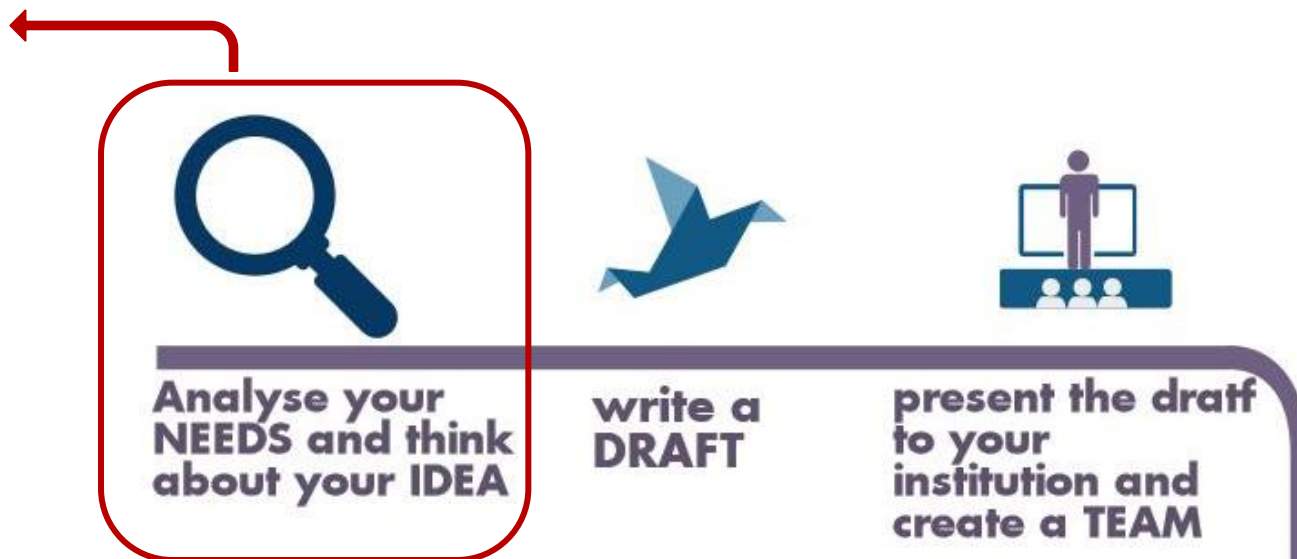 Analyse your
NEEDS and think
about your IDEA
write a
DRAFT
present the dratf
to your
institution and
create a TEAM